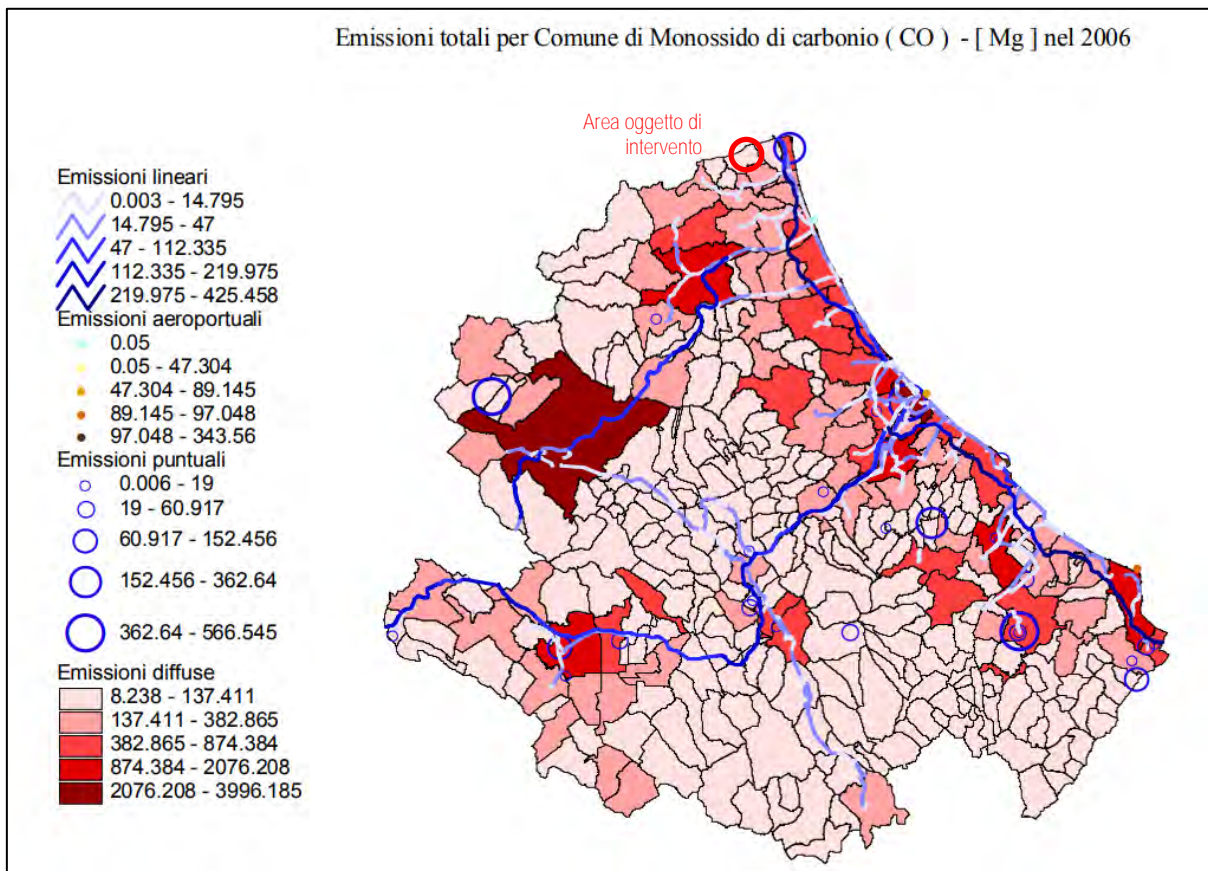 Emissioni totali per Comune di Monossido di carbonio ( CO ) - [ Mg ] nel 2006
Area oggetto di
intervento
Emissioni lineari
0.003 - 14.795
14.795 - 47
47 - 112.335
112.335 - 219.975
219.975 - 425.458
Emissioni aeroportuali
0.05
0.05 - 47.304
47.304 - 89.145
89.145 - 97.048
97.048 - 343.56
Emissioni puntuali
0.006 - 19
19 - 60.917
60.917 - 152.456
152.456 - 362.64
362.64 - 566.545
Emissioni diffuse
8.238 - 137.411
137.411 - 382.865
382.865 - 874.384
874.384 - 2076.208
2076.208 - 3996.185